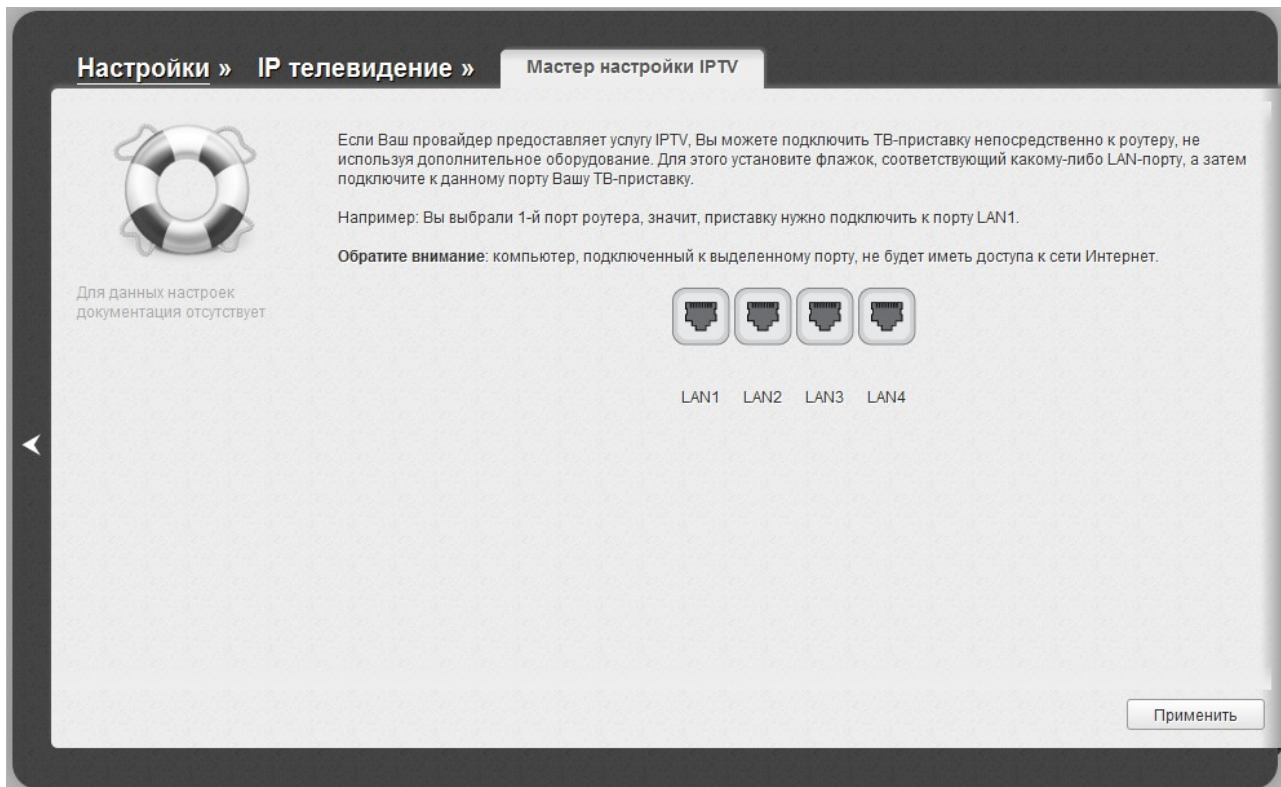 Настройки » IP телевидение » Мастер настройки IPTV
Если Ваш провайдер предоставляет услугу IPTV, Вы можете подключить ТВ-приставку непосредственно к роутеру, не
используя дополнительное оборудование. Для этого установите флажок, соответствующий какому-либо LAN-порту, а затем
подключите к данному порту Вашу ТВ-приставку.
Например: Вы выбрали 1-й порт роутера, значит, приставку нужно подключить к порту LAN1.
Обратите внимание: компьютер, подключенный к выделенному порту, не будет иметь доступа к сети Интернет.
Для данных настроек
документация отсутствует
LAN1 LAN2 LAN3 LAN4
Применить